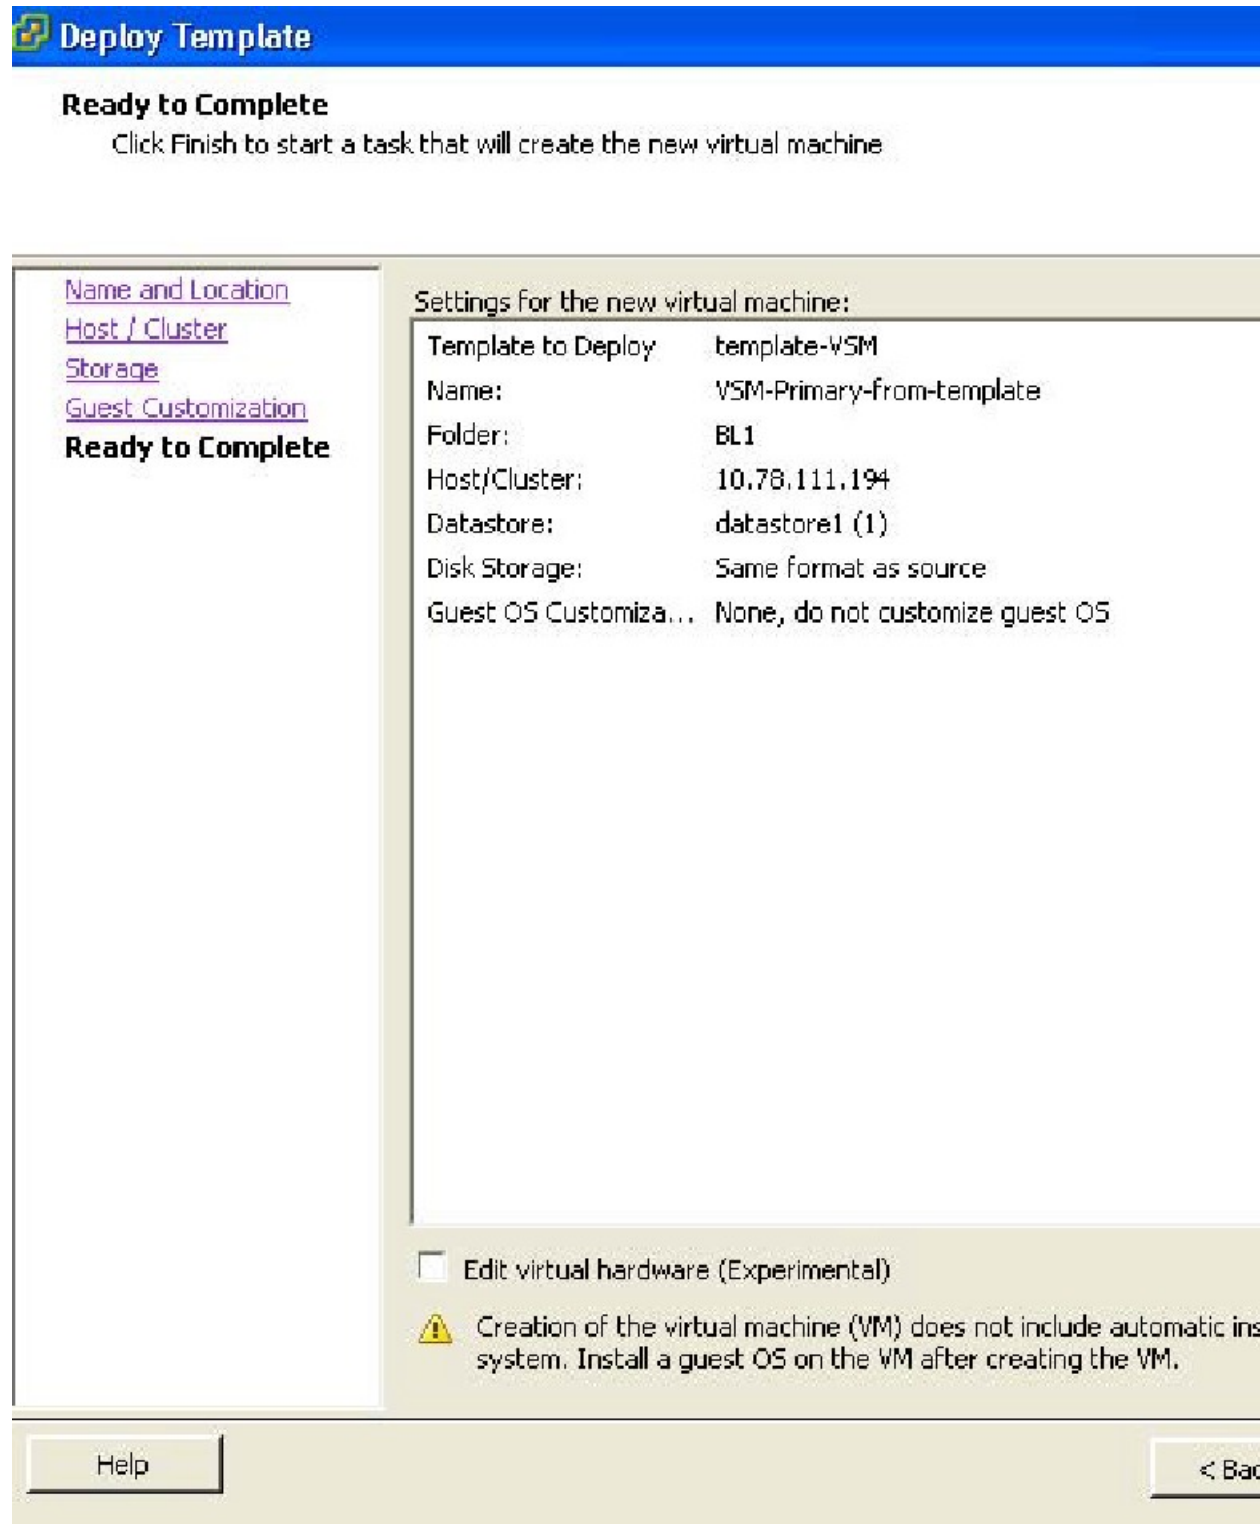 Deploy Template
Ready to Complete
Click Finish to start a task that will create the new virtual machine
Name and Location
Host / Cluster
Storage
Guest Customization
Ready to Complete
Settings for the new virtual machine:
Template to Deploy template-VSM
Name: VSM-Primary-from-template
Folder: BL1
Host/Cluster: 10.78.111.194
Datastore: datastore1 (1)
Disk Storage: Same format as source
Guest OS Customiza... None, do not customize guest OS
Edit virtual hardware (Experimental)
Creation of the virtual machine (VM) does not include automatic
system. Install a guest OS on the VM after creating the VM.
Help
<